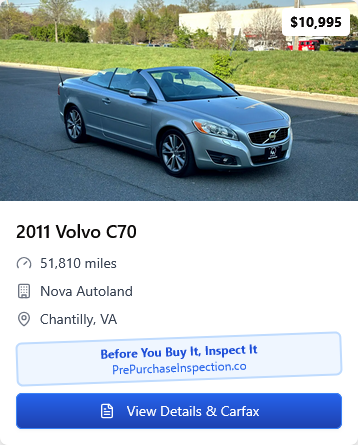 $10,995
2011 Volvo C70
51,810 miles
Nova Autoland
Chantilly, VA
Before You Buy It, Inspect It
PrePurchaseInspection.co
View Details & Carfax